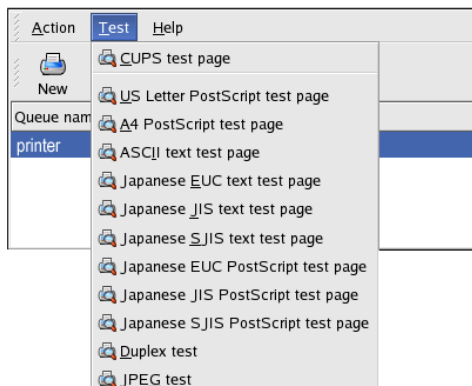 Action Test Help
New
Queue nam
printer
CUPS test page
US Letter PostScript test page
A4 PostScript test page
ASCII text test page
Japanese EUC text test page
Japanese JIS text test page
Japanese SJIS text test page
Japanese EUC PostScript test page
Japanese JIS PostScript test page
Japanese SJIS PostScript test page
Duplex test
JPEG test